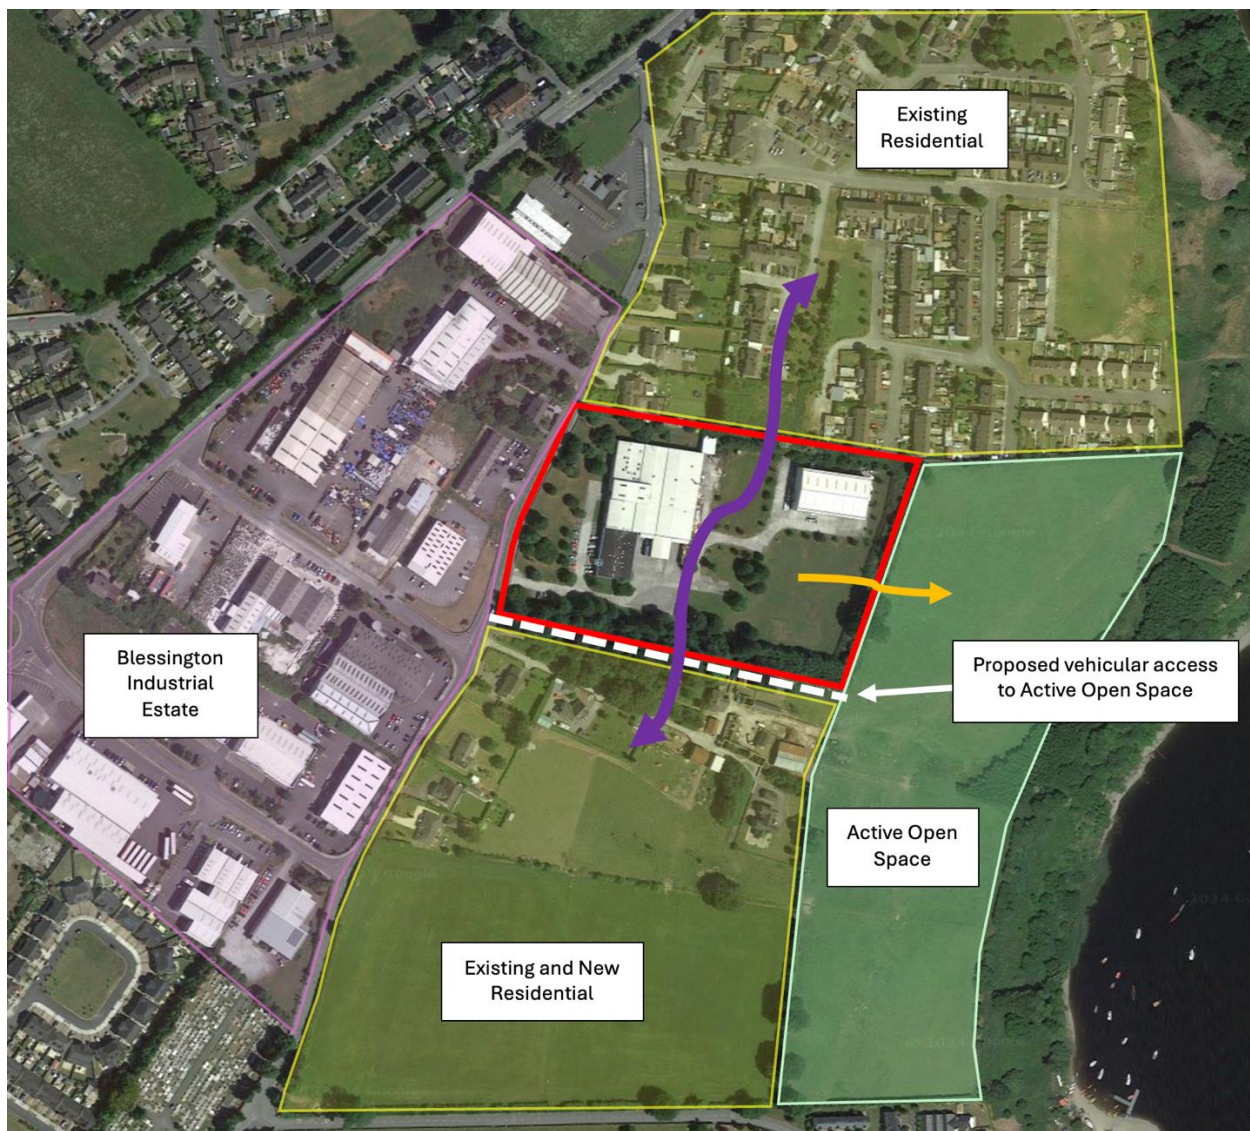 Existing
Residential
Blessington
Industrial
Estate
Proposed vehicular access
to Active Open Space
Active Open
Space
Existing and New
Residential